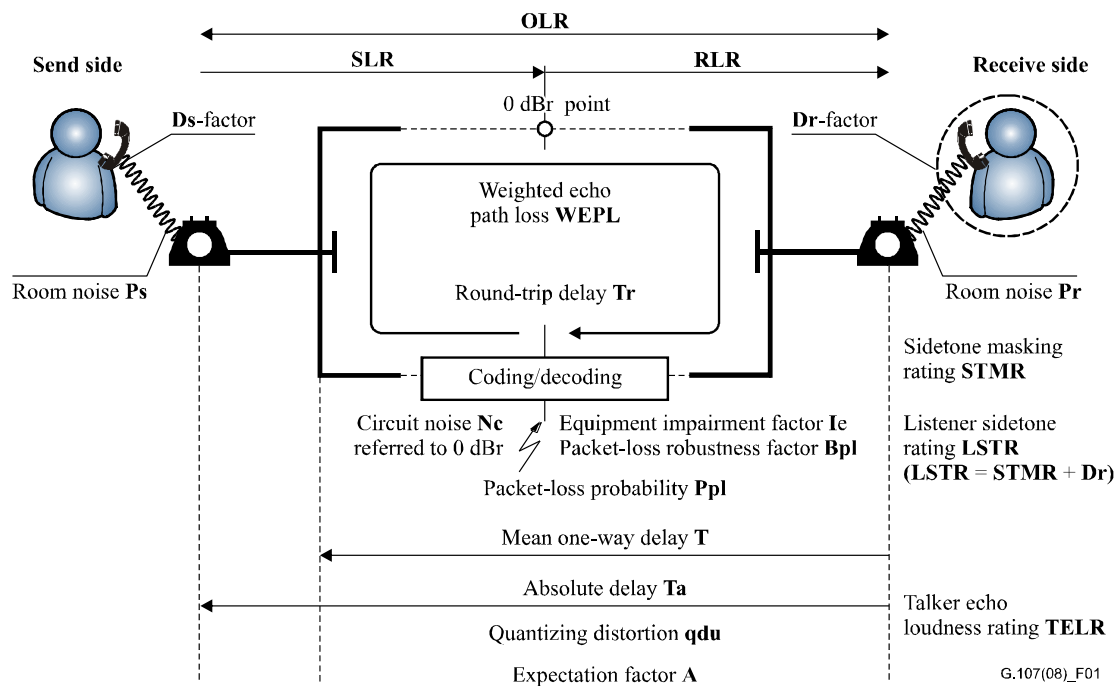 OLR
SLR
RLR
Send side
Receive side
0 dBr point
Ds-factor
Dr-factor
Weighted echo
path loss WEPL
Room noise Ps
Round-trip delay Tr
Room noise Pr
Coding/decoding
Sidetone masking
rating STMR
Circuit noise Nc
referred to 0 dBr
Equipment impairment factor Ie
Packet-loss robustness factor Bpl
Packet-loss probability Ppl
Listener sidetone
rating LSTR
(LSTR = STMR + Dr)
Mean one-way delay T
Absolute delay Ta
Talker echo
loudness rating TELR
Quantizing distortion qdu
Expectation factor A
G.107(08)_F01